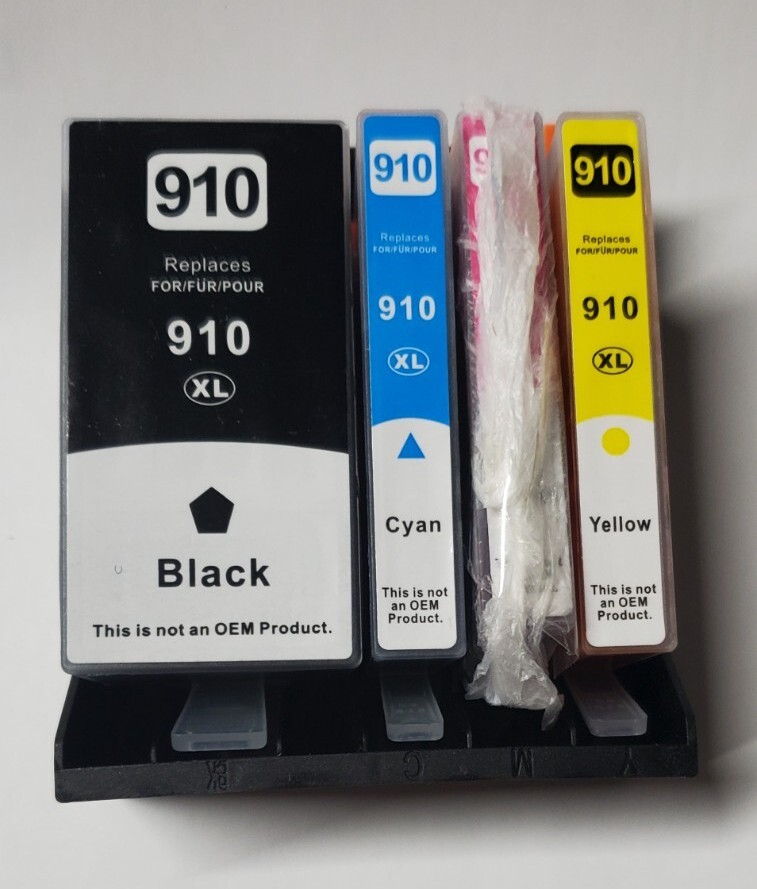 910
Replaces
FOR/FÜR/POUR
910
XL
Black
This is not an OEM Product.
910
Replaces
FOR/FÜR/POUR
910
XL
Cyan
This is not
an OEM
Product.
9
910
Replaces
FOR/FÜR/POUR
910
XL
Yellow
This is not
an OEM
Product.
C
M
Y